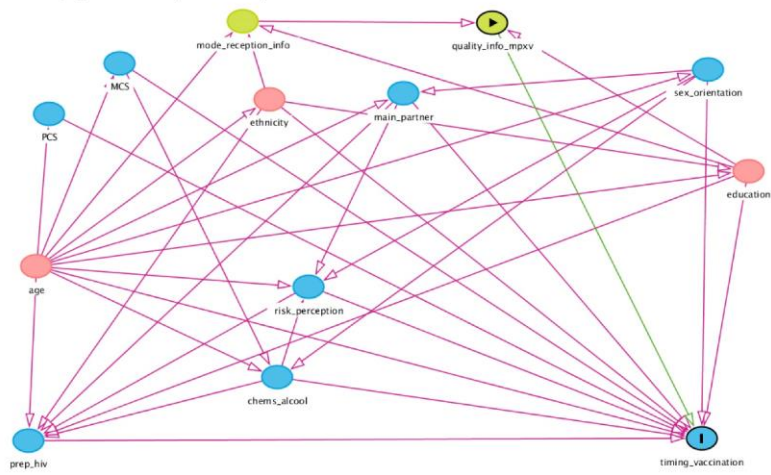 mode_reception_info
quality_info_mpxv
MCS
sex_orientation
ethnicity
main_partner
PCS
education
age
risk_perception
chems_alcool
prep_hiv
timing_vaccination